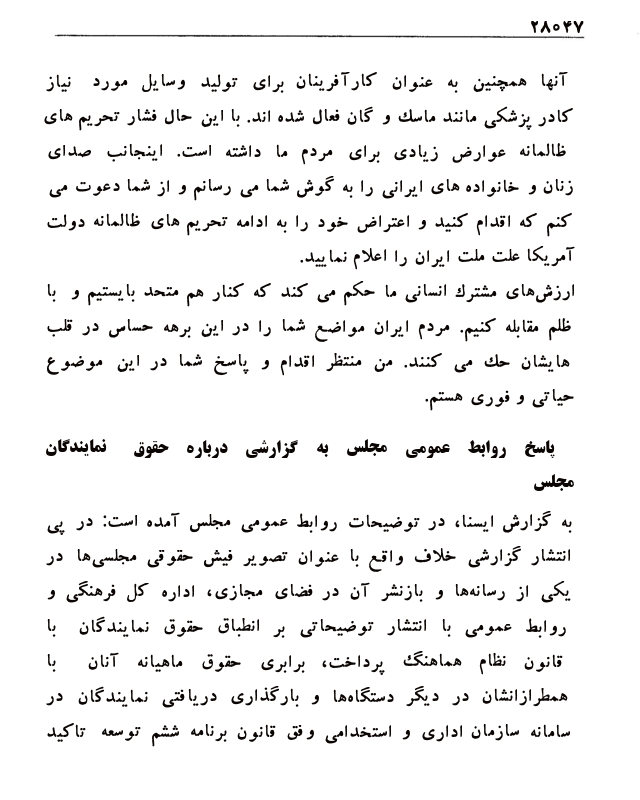 ۲۸۰۴۷
آنها همچنین به عنوان کارآفرینان برای تولید وسایل مورد نیاز
کادر پزشکی مانند ماسک و گان فعال شده اند. با این حال فشار تحریم های
ظالمانه عوارض زیادی برای مردم ما داشته است. اینجانب صدای
زنان و خانواده های ایرانی را به گوش شما می رسانم و از شما دعوت می
کنم که اقدام کنید و اعتراض خود را به ادامه تحریم های ظالمانه دولت
آمریکا علت ملت ایران را اعلام نمایید.
ارزش‌های مشترک انسانی ما حکم می کند که کنار هم متحد بایستیم و با
ظلم مقابله کنیم. مردم ایران مواضع شما را در این برهه حساس در قلب
هایشان حک می کنند. من منتظر اقدام و پاسخ شما در این موضوع
حیاتی و فوری هستم.
پاسخ روابط عمومی مجلس به گزارشی درباره حقوق نمایندگان
مجلس
به گزارش ایسنا، در توضیحات روابط عمومی مجلس آمده است: در پی
انتشار گزارشی خلاف واقع با عنوان تصویر فیش حقوقی مجلسی‌ها در
یکی از رسانه‌ها و بازنشر آن در فضای مجازی، اداره کل فرهنگی و
روابط عمومی با انتشار توضیحاتی بر انطباق حقوق نمایندگان با
قانون نظام هماهنگ پرداخت، برابری حقوق ماهیانه آنان با
همطرازانشان در دیگر دستگاه‌ها و بارگذاری دریافتی نمایندگان در
سامانه سازمان اداری و استخدامی وفق قانون برنامه ششم توسعه تاکید